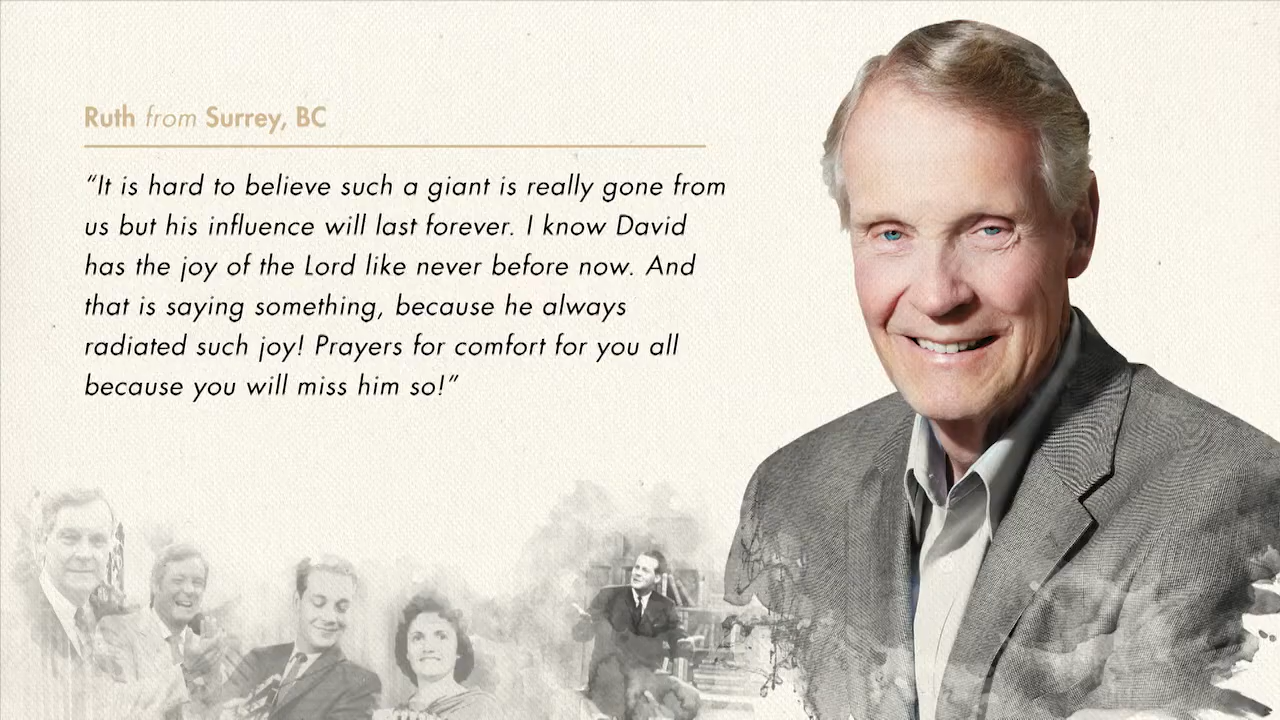 Ruth from Surrey, BC
“It is hard to believe such a giant is really gone from
us but his influence will last forever. I know David
has the joy of the Lord like never before now. And
that is saying something, because he always
radiated such joy! Prayers for comfort for you all
because you will miss him so!”